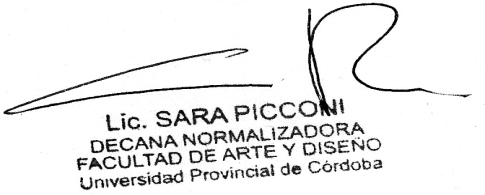 Lic. SARA PICCONI
DECANA NORMALIZADORA
FACULTAD DE ARTE Y DISEÑO
Universidad Provincial de Córdoba